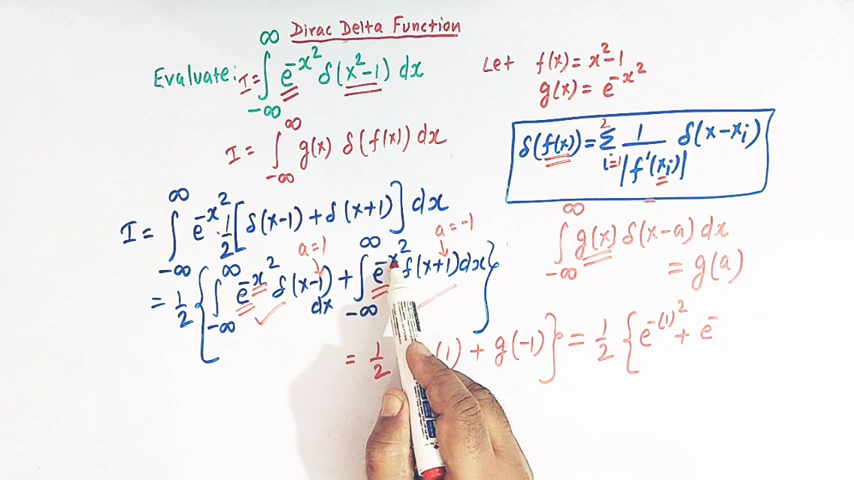 Dirac Delta Function
Evaluate: I = ∫_{-∞}^{∞} e^{-x²} δ(x²-1) dx
Let f(x) = x²-1
g(x) = e^{-x²}
I = ∫_{-∞}^{∞} g(x) δ(f(x)) dx
δ(f(x)) = Σ_{i=1}^{2} 1/|f'(xᵢ)| δ(x-xᵢ)
I = ∫_{-∞}^{∞} e^{-x²} · 1/2 [δ(x-1) + δ(x+1)] dx
a=1
a=-1
= 1/2 { ∫_{-∞}^{∞} e^{-x²} δ(x-1) dx + ∫_{-∞}^{∞} e^{-x²} f(x+1) dx }
∫_{-∞}^{∞} g(x) δ(x-a) dx
= g(a)
= 1/2 (1) + g(-1) } = 1/2 { e^{-(1)²} + e^{-}